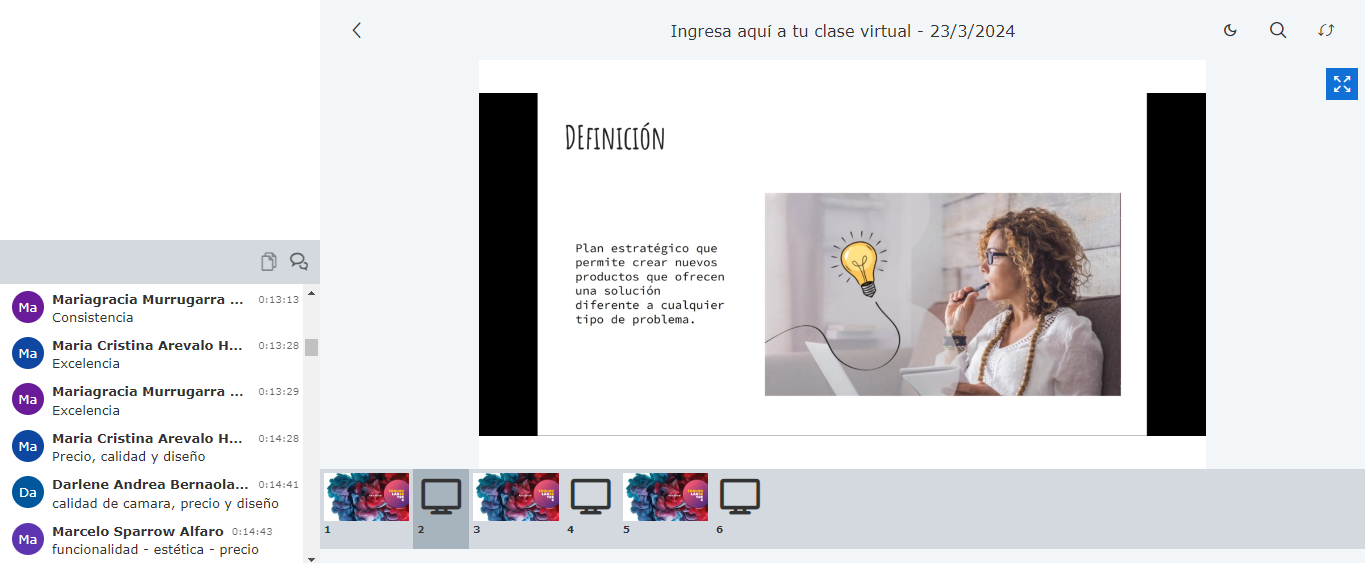 Ingresa aquí a tu clase virtual - 23/3/2024
DEfinición
Plan estratégico que
permite crear nuevos
productos que ofrecen
una solución
diferente a cualquier
tipo de problema.
Ma
Mariagracia Murrugarra ... 0:13:13
Consistencia
Ma
Maria Cristina Arevalo H... 0:13:28
Excelencia
Ma
Mariagracia Murrugarra ... 0:13:29
Excelencia
Ma
Maria Cristina Arevalo H... 0:14:28
Precio, calidad y diseño
Da
Darlene Andrea Bernaola... 0:14:41
calidad de camara, precio y diseño
Ma
Marcelo Sparrow Alfaro 0:14:43
funcionalidad - estética - precio
1
2
3
4
5
6